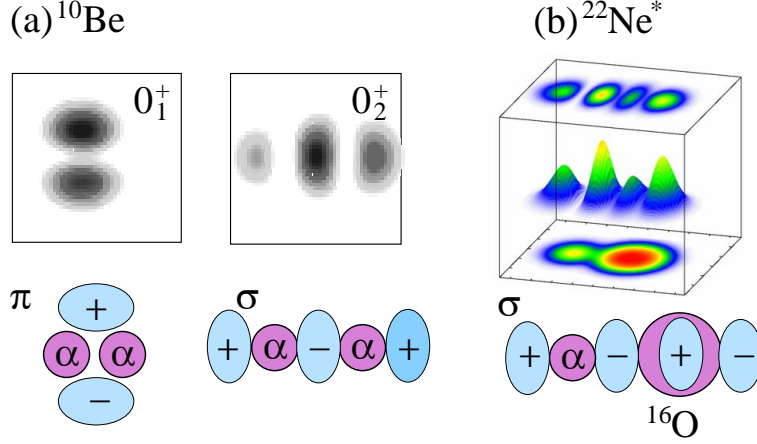 (a) ¹⁰Be
(b) ²²Ne*
0₁⁺
0₂⁺
π
+
α α
−
σ
+ α − α +
σ
+ α − + −
¹⁶O